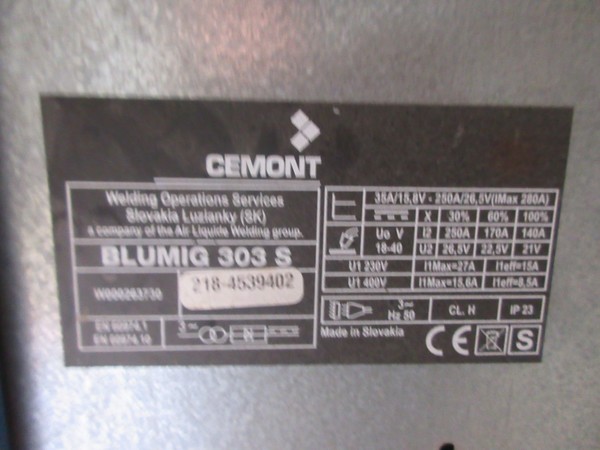 CEMONT
Welding Operations Services
Slovakia Luzianky (SK)
a company of the Air Liquide Welding group.
BLUMIG 303 S
W000263730
218-4539402
EN 60974.1
EN 60974.10
3~
35A/15,8V - 250A/26,5V(IMax 280A)
X 30% 60% 100%
Uo V I2 250A 170A 140A
18-40 U2 26,5V 22,5V 21V
U1 230V I1Max=27A I1eff=15A
U1 400V I1Max=15,6A I1eff=8,5A
3~
Hz 50 CL. H IP 23
Made in Slovakia
CE S